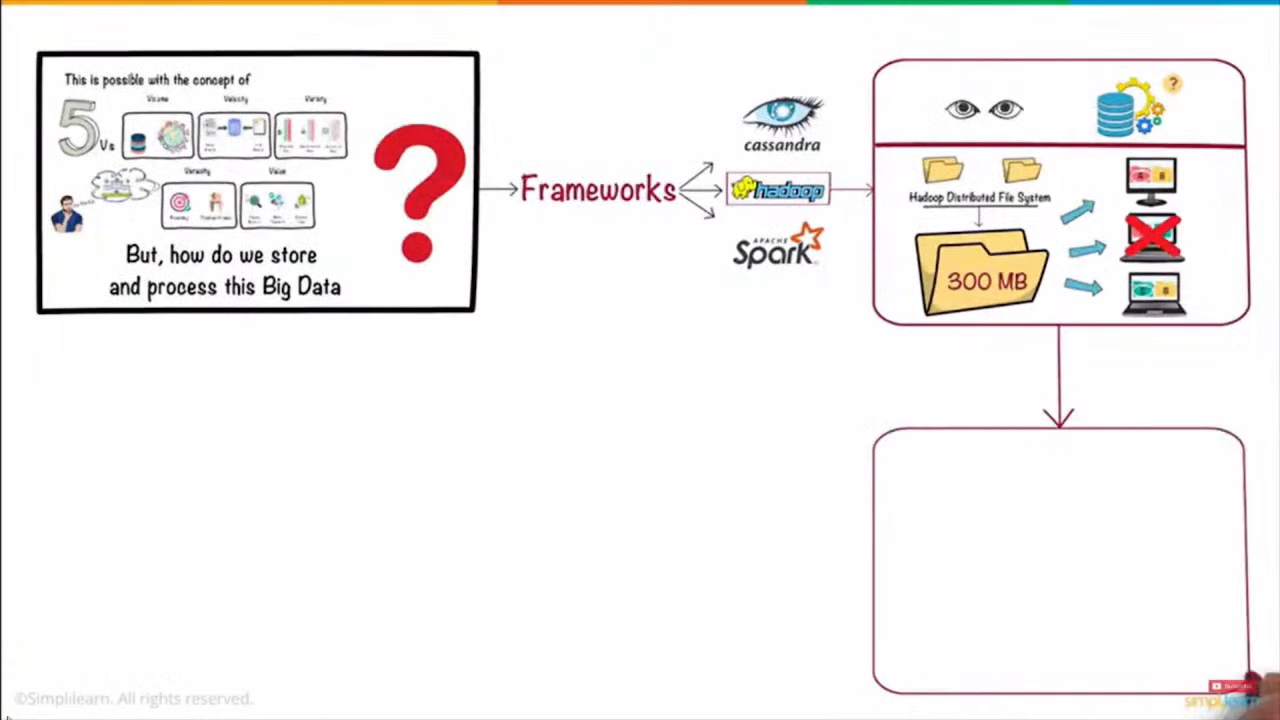 This is possible with the concept of
5 Vs
Volume
Velocity
Variety
Veracity
Value
But, how do we store
and process this Big Data
?
Frameworks
cassandra
hadoop
APACHE
Spark
?
Hadoop Distributed File System
300 MB
©Simplilearn. All rights reserved.
simplilearn